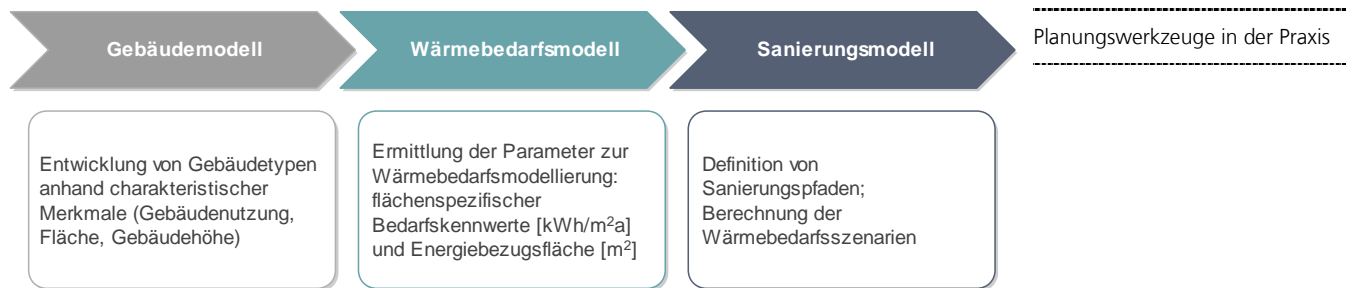 Gebäudemodell
Wärmebedarfsmodell
Sanierungsmodell
Planungswerkzeuge in der Praxis
Entwicklung von Gebäudetypen
anhand charakteristischer
Merkmale (Gebäudenutzung,
Fläche, Gebäudehöhe)
Ermittlung der Parameter zur
Wärmebedarfsmodellierung:
flächenspezifischer
Bedarfskennwerte [kWh/m²a]
und Energiebezugsfläche [m²]
Definition von
Sanierungspfaden;
Berechnung der
Wärmebedarfsszenarien